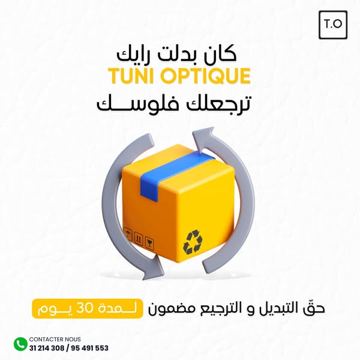 T.O
كان بدلت رايك
TUNI OPTIQUE
ترجعلك فلوسك
حقّ التبديل و الترجيع مضمون لمدة 30 يوم
CONTACTER NOUS
31 214 308 / 95 491 553